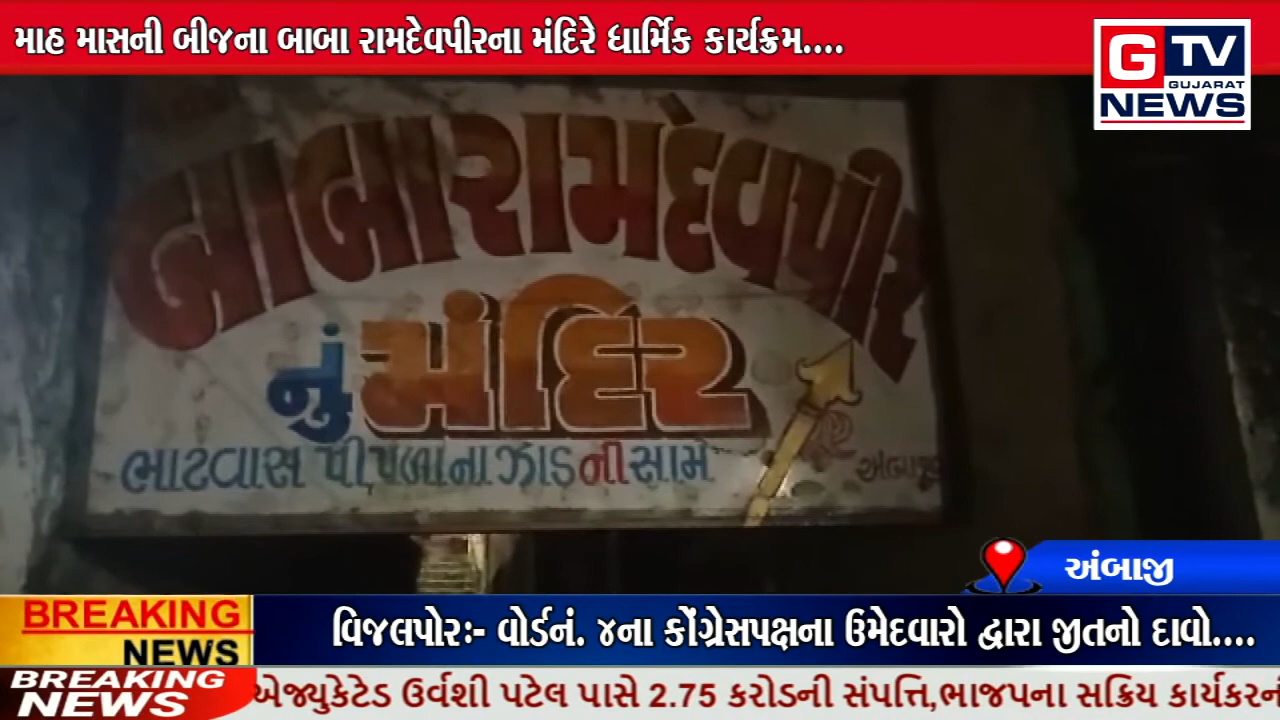 માહ માસની બીજના બાબા રામદેવપીરના મંદિરે ધાર્મિક કાર્યક્રમ....
G TV
GUJARAT
NEWS
બાબારામદેવપીર
નું મંદિર
ભાટવાસ પીપળાના ઝાડની સામે
અંબાજી
અંબાજી
BREAKING
NEWS
વિજલપોરઃ- વોર્ડનં. ૪ના કોંગ્રેસપક્ષના ઉમેદવારો દ્વારા જીતનો દાવો....
BREAKING
NEWS
એજ્યુકેટેડ ઉર્વશી પટેલ પાસે 2.75 કરોડની સંપત્તિ,ભાજપના સક્રિય કાર્યકરની